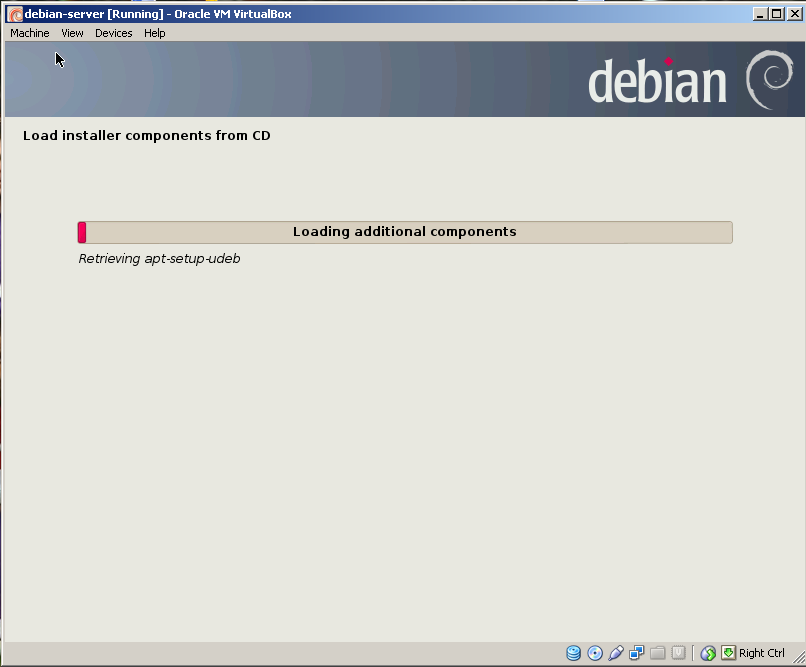 debian-server [Running] - Oracle VM VirtualBox
Machine View Devices Help
debian
Load installer components from CD
Loading additional components
Retrieving apt-setup-udeb
Right Ctrl